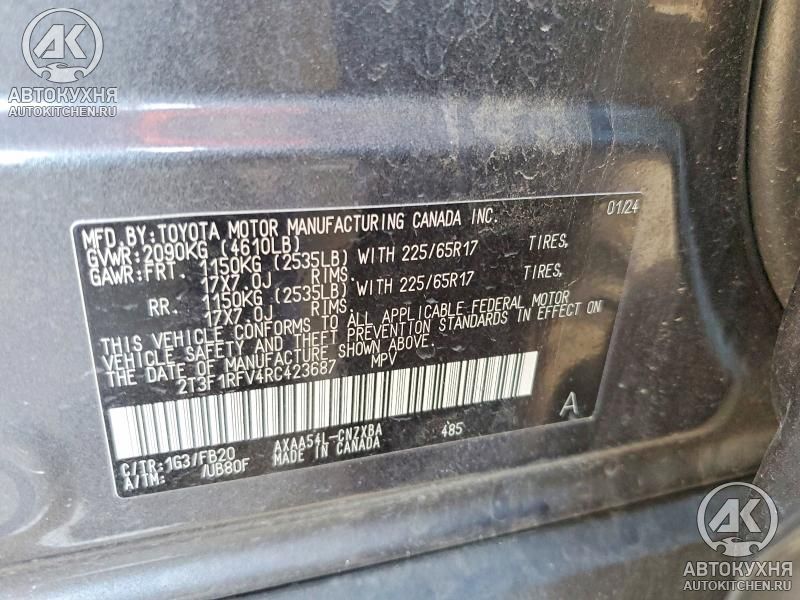 АК
АВТОКУХНЯ
AUTOKITCHEN.RU
MFD.BY:TOYOTA MOTOR MANUFACTURING CANADA INC. 01/24
GVWR:2090KG (4610LB)
GAWR:FRT. 1150KG (2535LB) WITH 225/65R17 TIRES,
17X7.0J RIMS.
RR. 1150KG (2535LB) WITH 225/65R17 TIRES,
17X7.0J RIMS.
THIS VEHICLE CONFORMS TO ALL APPLICABLE FEDERAL MOTOR
VEHICLE SAFETY AND THEFT PREVENTION STANDARDS IN EFFECT ON
THE DATE OF MANUFACTURE SHOWN ABOVE.
2T3F1RFV4RC423687 MPV
A
C/TR:1G3/FB20 AXAA54L-CNZXBA 485
A/TM: /UB80F MADE IN CANADA
АК
АВТОКУХНЯ
AUTOKITCHEN.RU